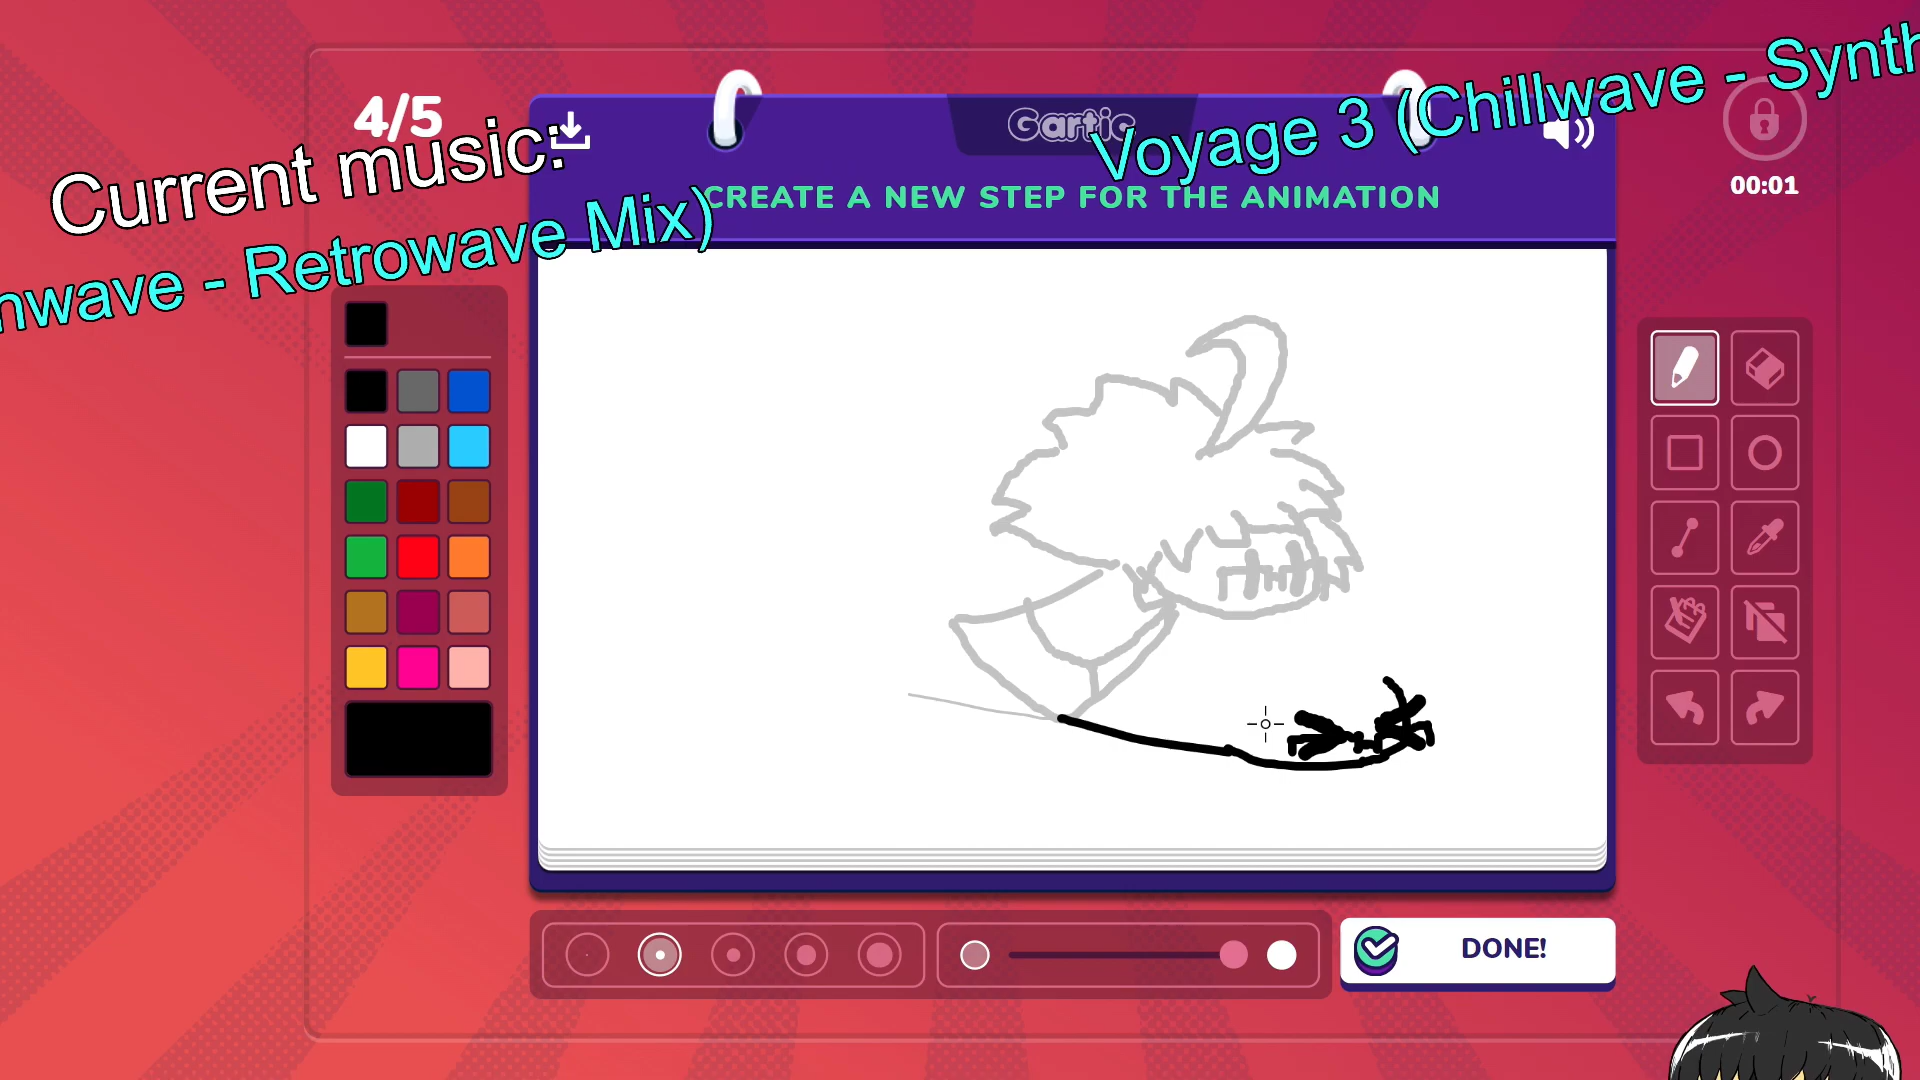 4/5
Current music:
Voyage 3 (Chillwave - Synth
nwave - Retrowave Mix)
Gartic
CREATE A NEW STEP FOR THE ANIMATION
00:01
DONE!